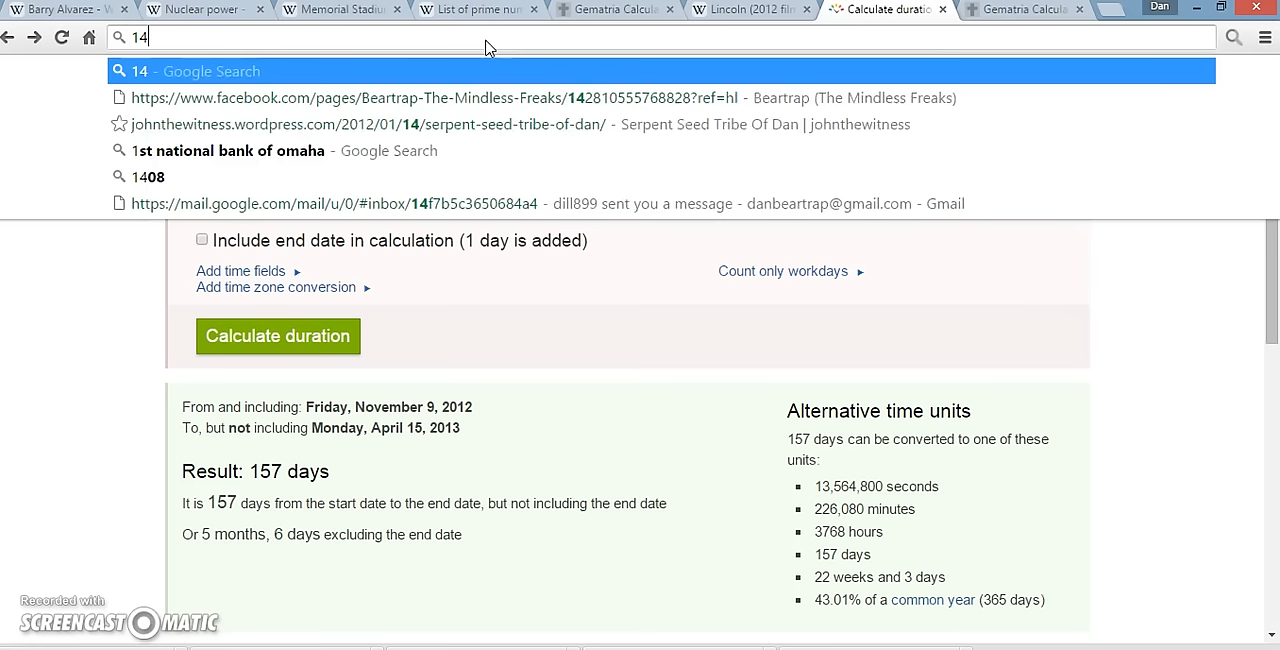 Barry Alvarez - W
Nuclear power -
Memorial Stadiu
List of prime num
Gematria Calcula
Lincoln (2012 film
Calculate duratio
Gematria Calcula
Dan
14
14 - Google Search
https://www.facebook.com/pages/Beartrap-The-Mindless-Freaks/142810555768828?ref=hl - Beartrap (The Mindless Freaks)
johnthewitness.wordpress.com/2012/01/14/serpent-seed-tribe-of-dan/ - Serpent Seed Tribe Of Dan | johnthewitness
1st national bank of omaha - Google Search
1408
https://mail.google.com/mail/u/0/#inbox/14f7b5c3650684a4 - dill899 sent you a message - danbeartrap@gmail.com - Gmail
Include end date in calculation (1 day is added)
Add time fields
Count only workdays
Add time zone conversion
Calculate duration
From and including: Friday, November 9, 2012
To, but not including Monday, April 15, 2013
Result: 157 days
It is 157 days from the start date to the end date, but not including the end date
Or 5 months, 6 days excluding the end date
Alternative time units
157 days can be converted to one of these
units:
13,564,800 seconds
226,080 minutes
3768 hours
157 days
22 weeks and 3 days
43.01% of a common year (365 days)
Recorded with
SCREENCAST MATIC